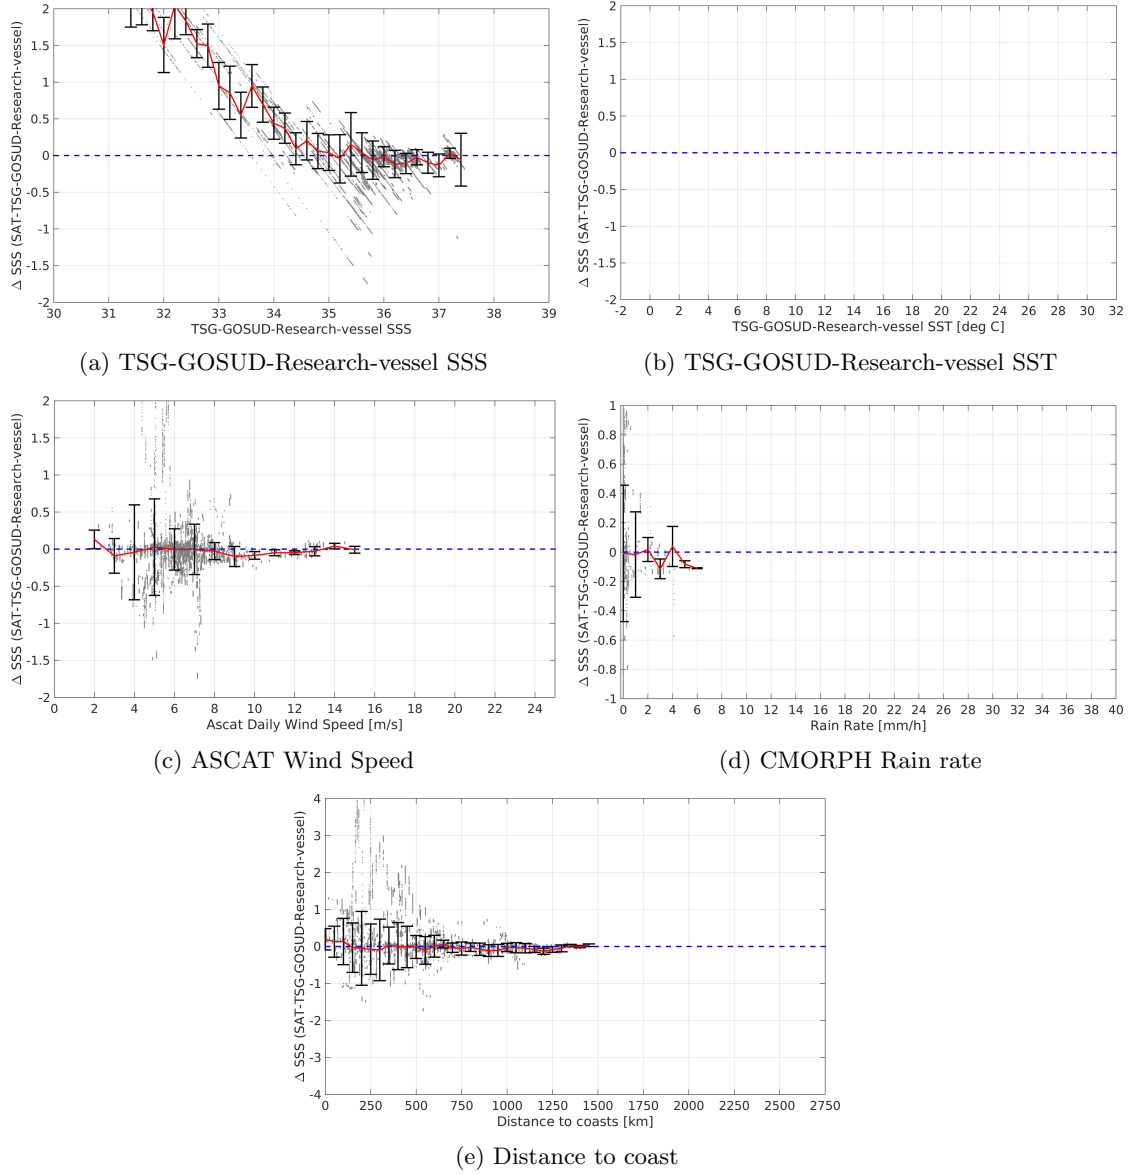 Δ SSS (SAT-TSG-GOSUD-Research-vessel)
2
1.5
1
0.5
0
-0.5
-1
-1.5
-2
30 31 32 33 34 35 36 37 38 39
TSG-GOSUD-Research-vessel SSS
(a) TSG-GOSUD-Research-vessel SSS
Δ SSS (SAT-TSG-GOSUD-Research-vessel)
2
1.5
1
0.5
0
-0.5
-1
-1.5
-2
-2 0 2 4 6 8 10 12 14 16 18 20 22 24 26 28 30 32
TSG-GOSUD-Research-vessel SST [deg C]
(b) TSG-GOSUD-Research-vessel SST
Δ SSS (SAT-TSG-GOSUD-Research-vessel)
2
1.5
1
0.5
0
-0.5
-1
-1.5
-2
0 2 4 6 8 10 12 14 16 18 20 22 24
Ascat Daily Wind Speed [m/s]
(c) ASCAT Wind Speed
Δ SSS (SAT-TSG-GOSUD-Research-vessel)
1
0.8
0.6
0.4
0.2
0
-0.2
-0.4
-0.6
-0.8
-1
0 2 4 6 8 10 12 14 16 18 20 22 24 26 28 30 32 34 36 38 40
Rain Rate [mm/h]
(d) CMORPH Rain rate
Δ SSS (SAT-TSG-GOSUD-Research-vessel)
4
3
2
1
0
-1
-2
-3
-4
0 250 500 750 1000 1250 1500 1750 2000 2250 2500 2750
Distance to coasts [km]
(e) Distance to coast